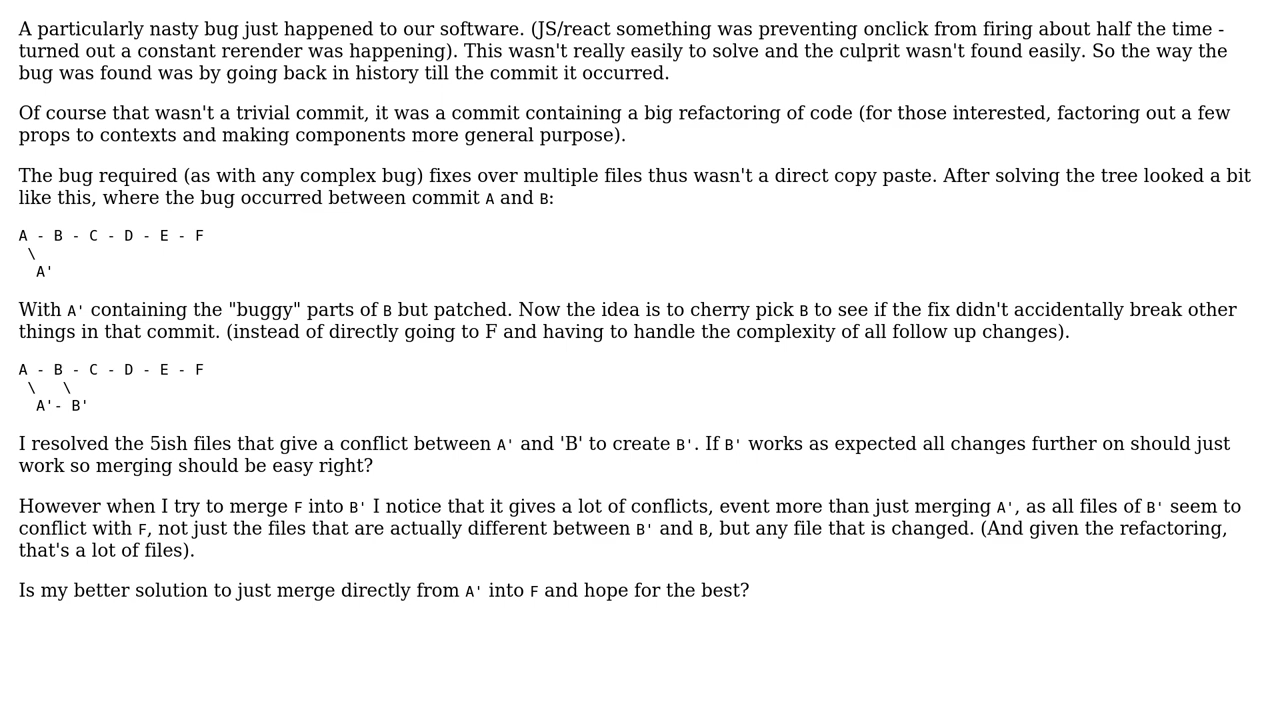 A particularly nasty bug just happened to our software. (JS/react something was preventing onclick from firing about half the time -
turned out a constant rerender was happening). This wasn't really easily to solve and the culprit wasn't found easily. So the way the
bug was found was by going back in history till the commit it occurred.
Of course that wasn't a trivial commit, it was a commit containing a big refactoring of code (for those interested, factoring out a few
props to contexts and making components more general purpose).
The bug required (as with any complex bug) fixes over multiple files thus wasn't a direct copy paste. After solving the tree looked a bit
like this, where the bug occurred between commit A and B:
A - B - C - D - E - F
 \
  A'
With A' containing the "buggy" parts of B but patched. Now the idea is to cherry pick B to see if the fix didn't accidentally break other
things in that commit. (instead of directly going to F and having to handle the complexity of all follow up changes).
A - B - C - D - E - F
 \   \
  A'- B'
I resolved the 5ish files that give a conflict between A' and 'B' to create B'. If B' works as expected all changes further on should just
work so merging should be easy right?
However when I try to merge F into B' I notice that it gives a lot of conflicts, event more than just merging A', as all files of B' seem to
conflict with F, not just the files that are actually different between B' and B, but any file that is changed. (And given the refactoring,
that's a lot of files).
Is my better solution to just merge directly from A' into F and hope for the best?